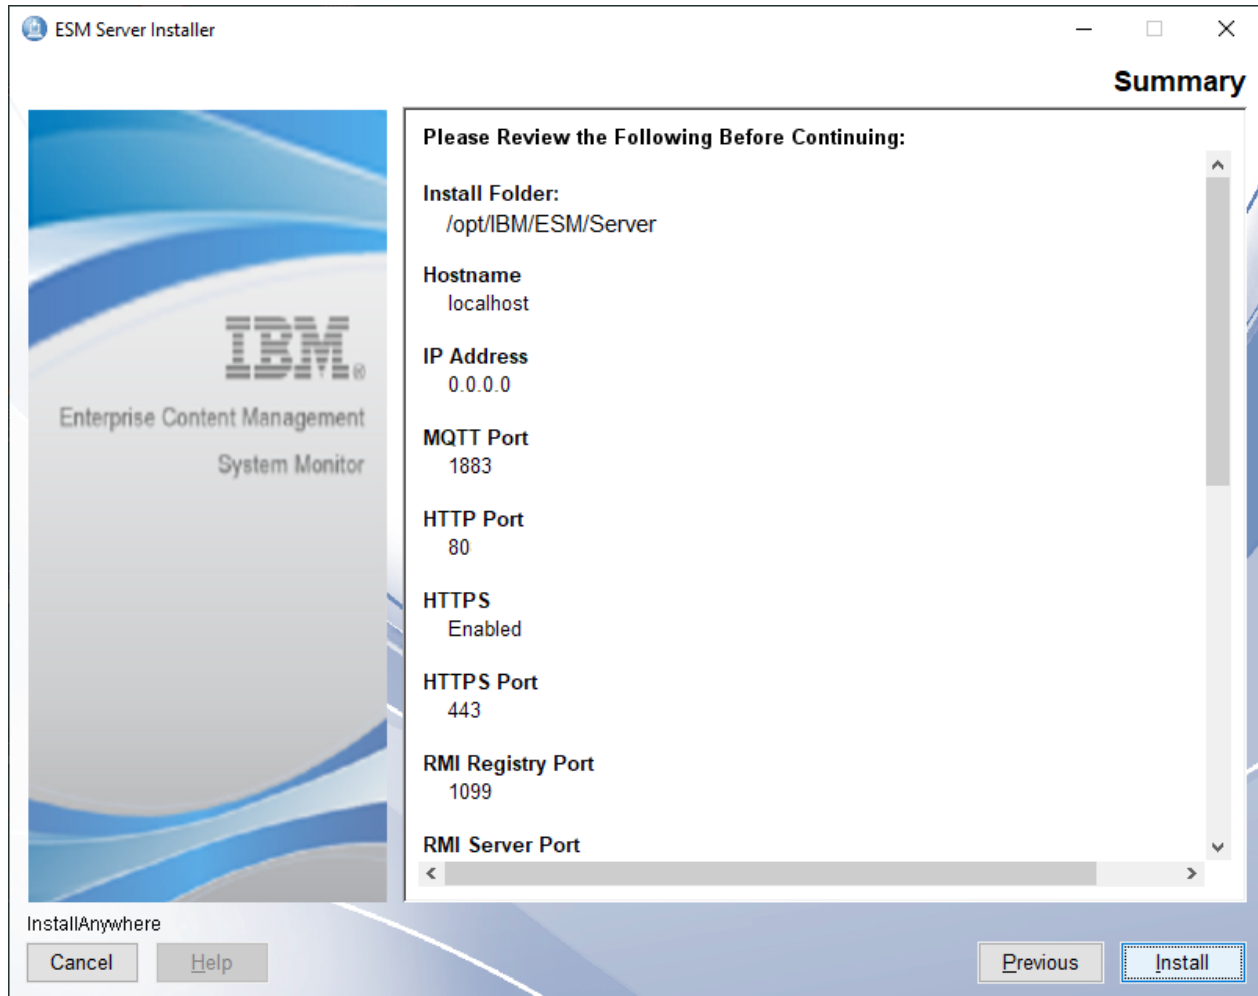 ESM Server Installer
Summary
IBM®
Enterprise Content Management
System Monitor
Please Review the Following Before Continuing:
Install Folder:
/opt/IBM/ESM/Server
Hostname
localhost
IP Address
0.0.0.0
MQTT Port
1883
HTTP Port
80
HTTPS
Enabled
HTTPS Port
443
RMI Registry Port
1099
RMI Server Port
InstallAnywhere
Cancel
Help
Previous
Install